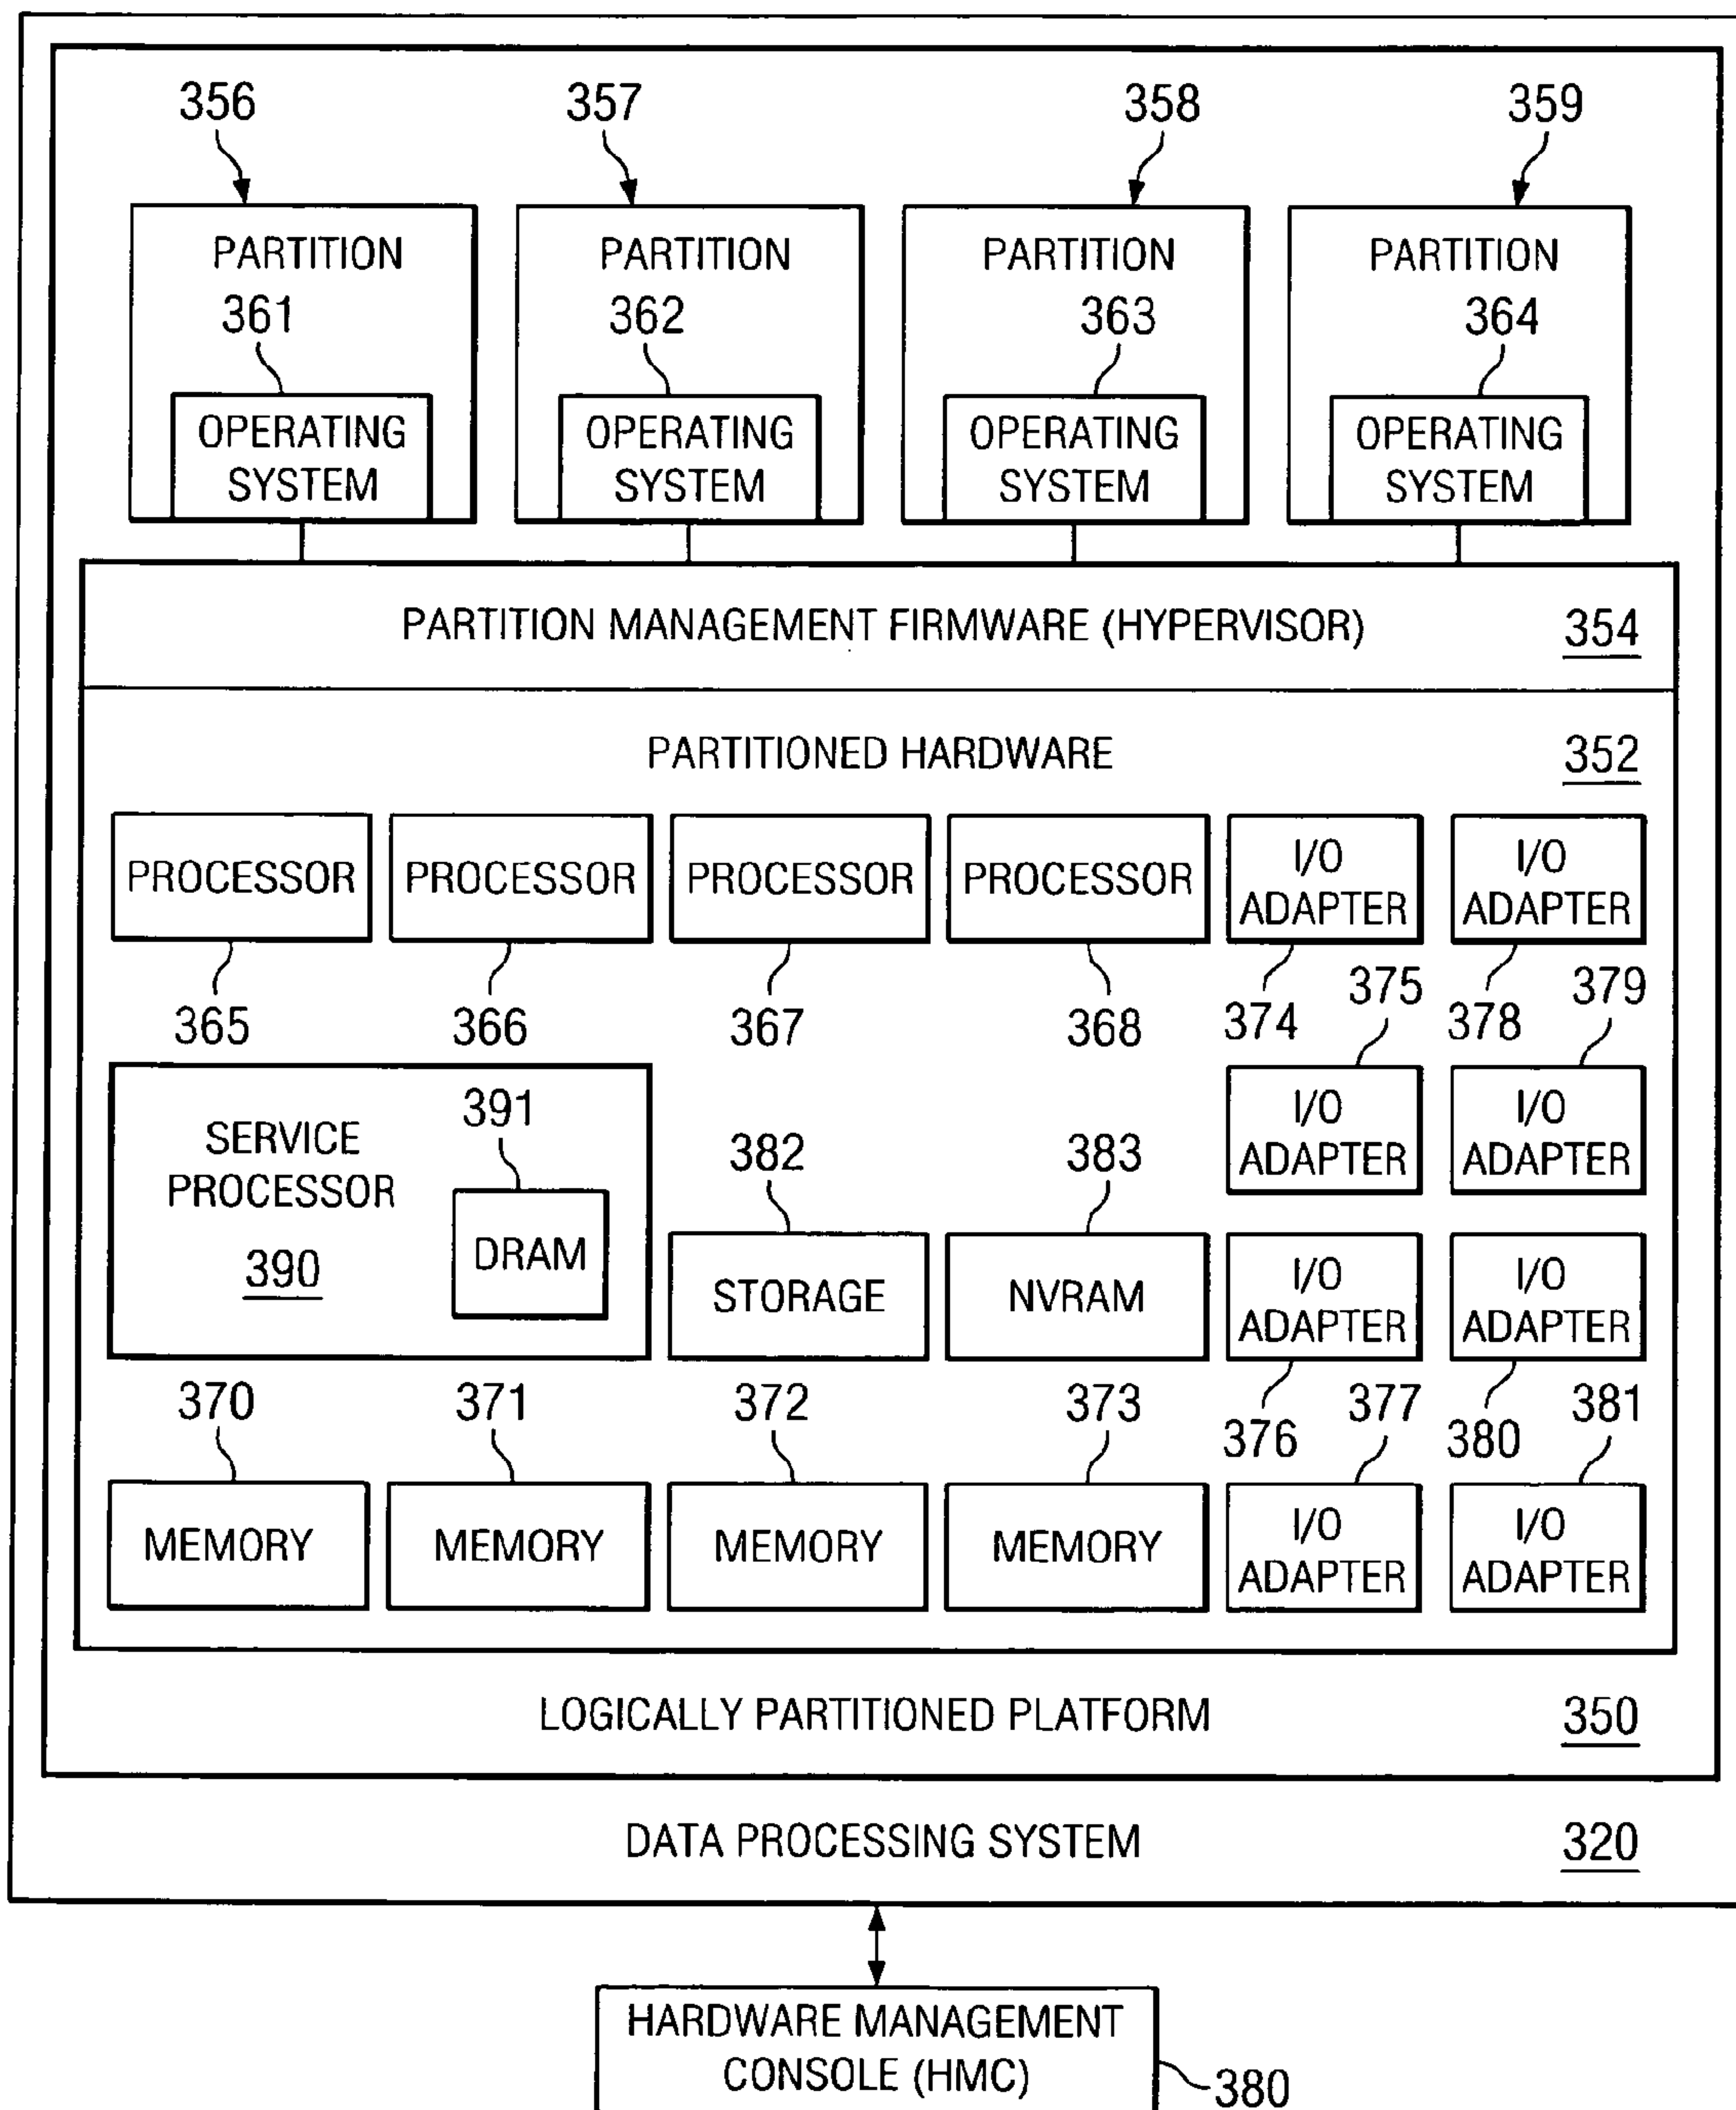 356 357 358 359
PARTITION PARTITION PARTITION PARTITION
361 362 363 364
OPERATING OPERATING OPERATING OPERATING
SYSTEM SYSTEM SYSTEM SYSTEM
PARTITION MANAGEMENT FIRMWARE (HYPERVISOR) 354
PARTITIONED HARDWARE 352
PROCESSOR PROCESSOR PROCESSOR PROCESSOR
I/O I/O
ADAPTER ADAPTER
365 366 367 368 374 375 378 379
SERVICE
PROCESSOR
390
391
DRAM
382 383
STORAGE NVRAM
I/O I/O
ADAPTER ADAPTER
I/O I/O
ADAPTER ADAPTER
370 371 372 373 376 377 380 381
MEMORY MEMORY MEMORY MEMORY
I/O I/O
ADAPTER ADAPTER
LOGICALLY PARTITIONED PLATFORM 350
DATA PROCESSING SYSTEM 320
HARDWARE MANAGEMENT
CONSOLE (HMC)
380